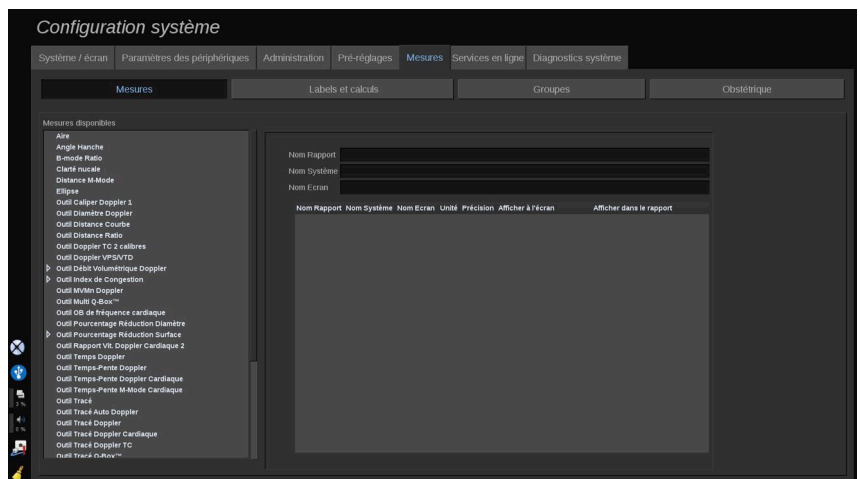 Configuration système
Système / écran Paramètres des périphériques Administration Pré-réglages Mesures Services en ligne Diagnostics système
Mesures Labels et calculs Groupes Obstétrique
Mesures disponibles
Aire
Angle Hanche
B-mode Ratio
Clarté nucale
Distance M-Mode
Ellipse
Outil Caliper Doppler 1
Outil Diamètre Doppler
Outil Distance Courbe
Outil Distance Ratio
Outil Doppler TC 2 calibres
Outil Doppler VPS/VTD
Outil Débit Volumétrique Doppler
Outil Index de Congestion
Outil MVMn Doppler
Outil Multi Q-Box™
Outil OB de fréquence cardiaque
Outil Pourcentage Réduction Diamètre
Outil Pourcentage Réduction Surface
Outil Rapport Vit. Doppler Cardiaque 2
Outil Temps Doppler
Outil Temps-Pente Doppler
Outil Temps-Pente Doppler Cardiaque
Outil Temps-Pente M-Mode Cardiaque
Outil Tracé
Outil Tracé Auto Doppler
Outil Tracé Doppler
Outil Tracé Doppler Cardiaque
Outil Tracé Doppler TC
Outil Tracé Q-Box™
Nom Rapport
Nom Système
Nom Ecran
Nom Rapport Nom Système Nom Ecran Unité Précision Afficher à l'écran Afficher dans le rapport
3 %
0 %